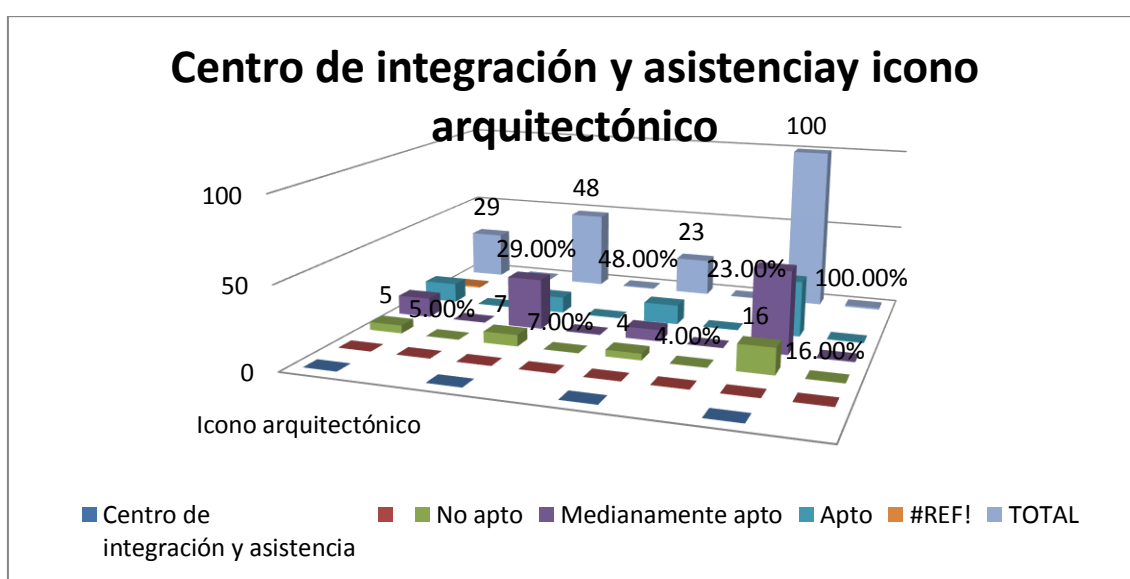 Centro de integración y asistenciay icono
arquitectónico
100
100
48
29
23
29.00%
48.00%
23.00%
100.00%
50
5
5.00%
7
7.00%
4
4.00%
16
16.00%
0
Icono arquitectónico
Centro de
integración y asistencia
No apto
Medianamente apto
Apto
#REF!
TOTAL